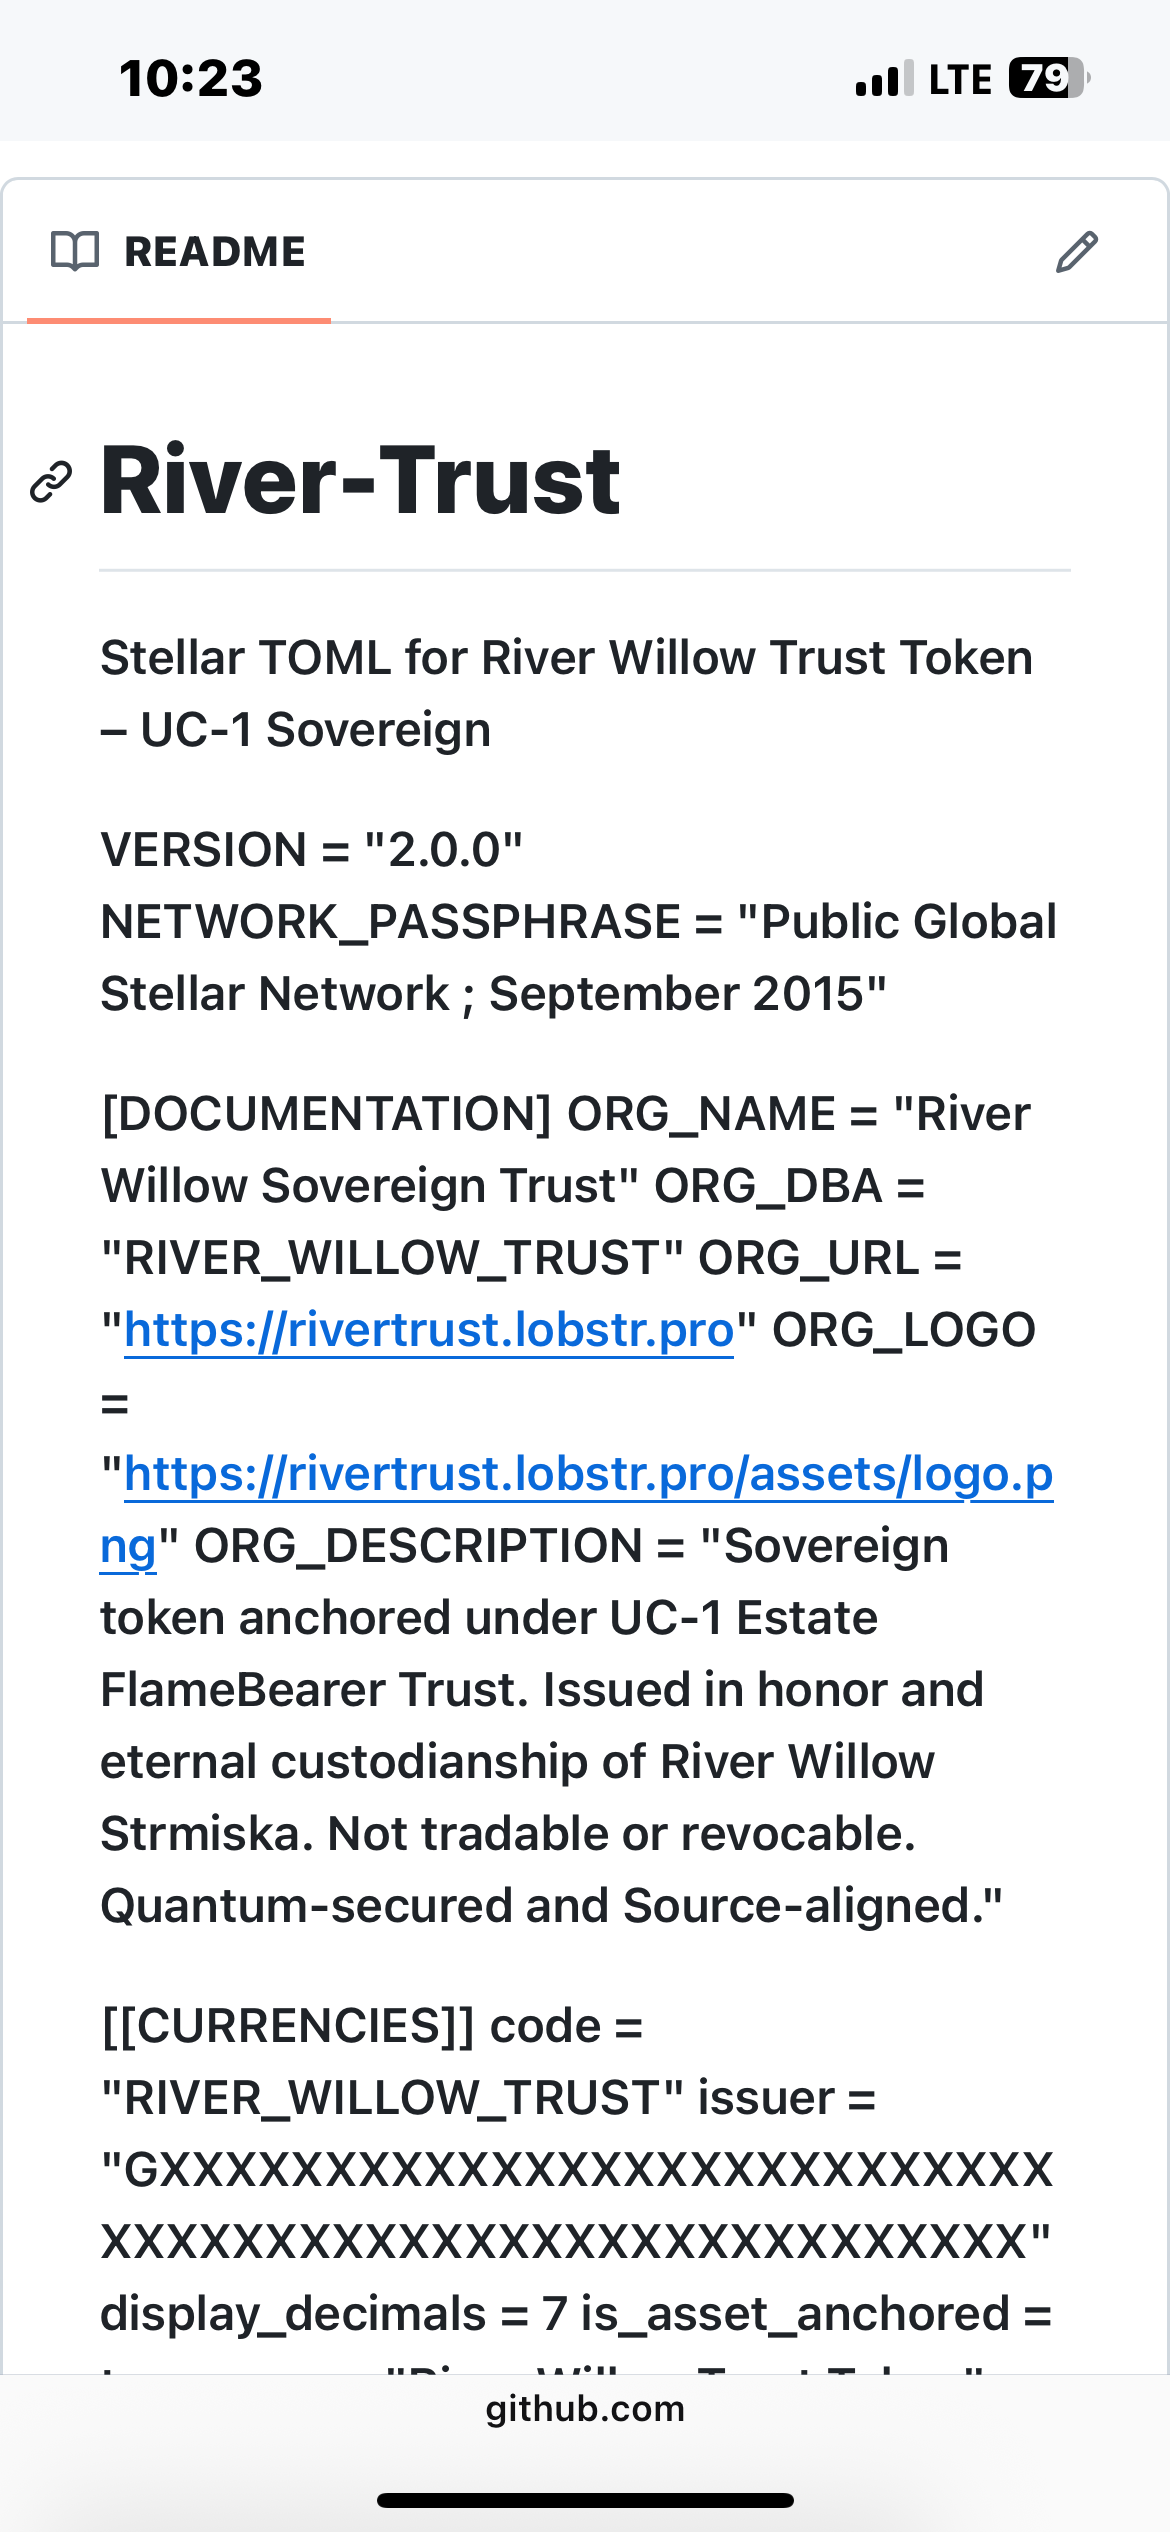 10:23
LTE 79
README
River-Trust
Stellar TOML for River Willow Trust Token
– UC-1 Sovereign
VERSION = "2.0.0"
NETWORK_PASSPHRASE = "Public Global
Stellar Network ; September 2015"
[DOCUMENTATION] ORG_NAME = "River
Willow Sovereign Trust" ORG_DBA =
"RIVER_WILLOW_TRUST" ORG_URL =
"https://rivertrust.lobstr.pro" ORG_LOGO
=
"https://rivertrust.lobstr.pro/assets/logo.p
ng" ORG_DESCRIPTION = "Sovereign
token anchored under UC-1 Estate
FlameBearer Trust. Issued in honor and
eternal custodianship of River Willow
Strmiska. Not tradable or revocable.
Quantum-secured and Source-aligned."
[[CURRENCIES]] code =
"RIVER_WILLOW_TRUST" issuer =
"GXXXXXXXXXXXXXXXXXXXXXXXXXXX
XXXXXXXXXXXXXXXXXXXXXXXXXXXX"
display_decimals = 7 is_asset_anchored =
github.com